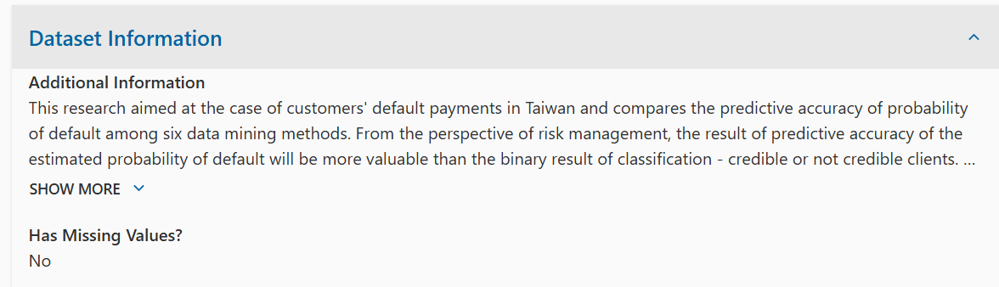 Dataset Information
Additional Information
This research aimed at the case of customers' default payments in Taiwan and compares the predictive accuracy of probability
of default among six data mining methods. From the perspective of risk management, the result of predictive accuracy of the
estimated probability of default will be more valuable than the binary result of classification - credible or not credible clients. ...
SHOW MORE
Has Missing Values?
No